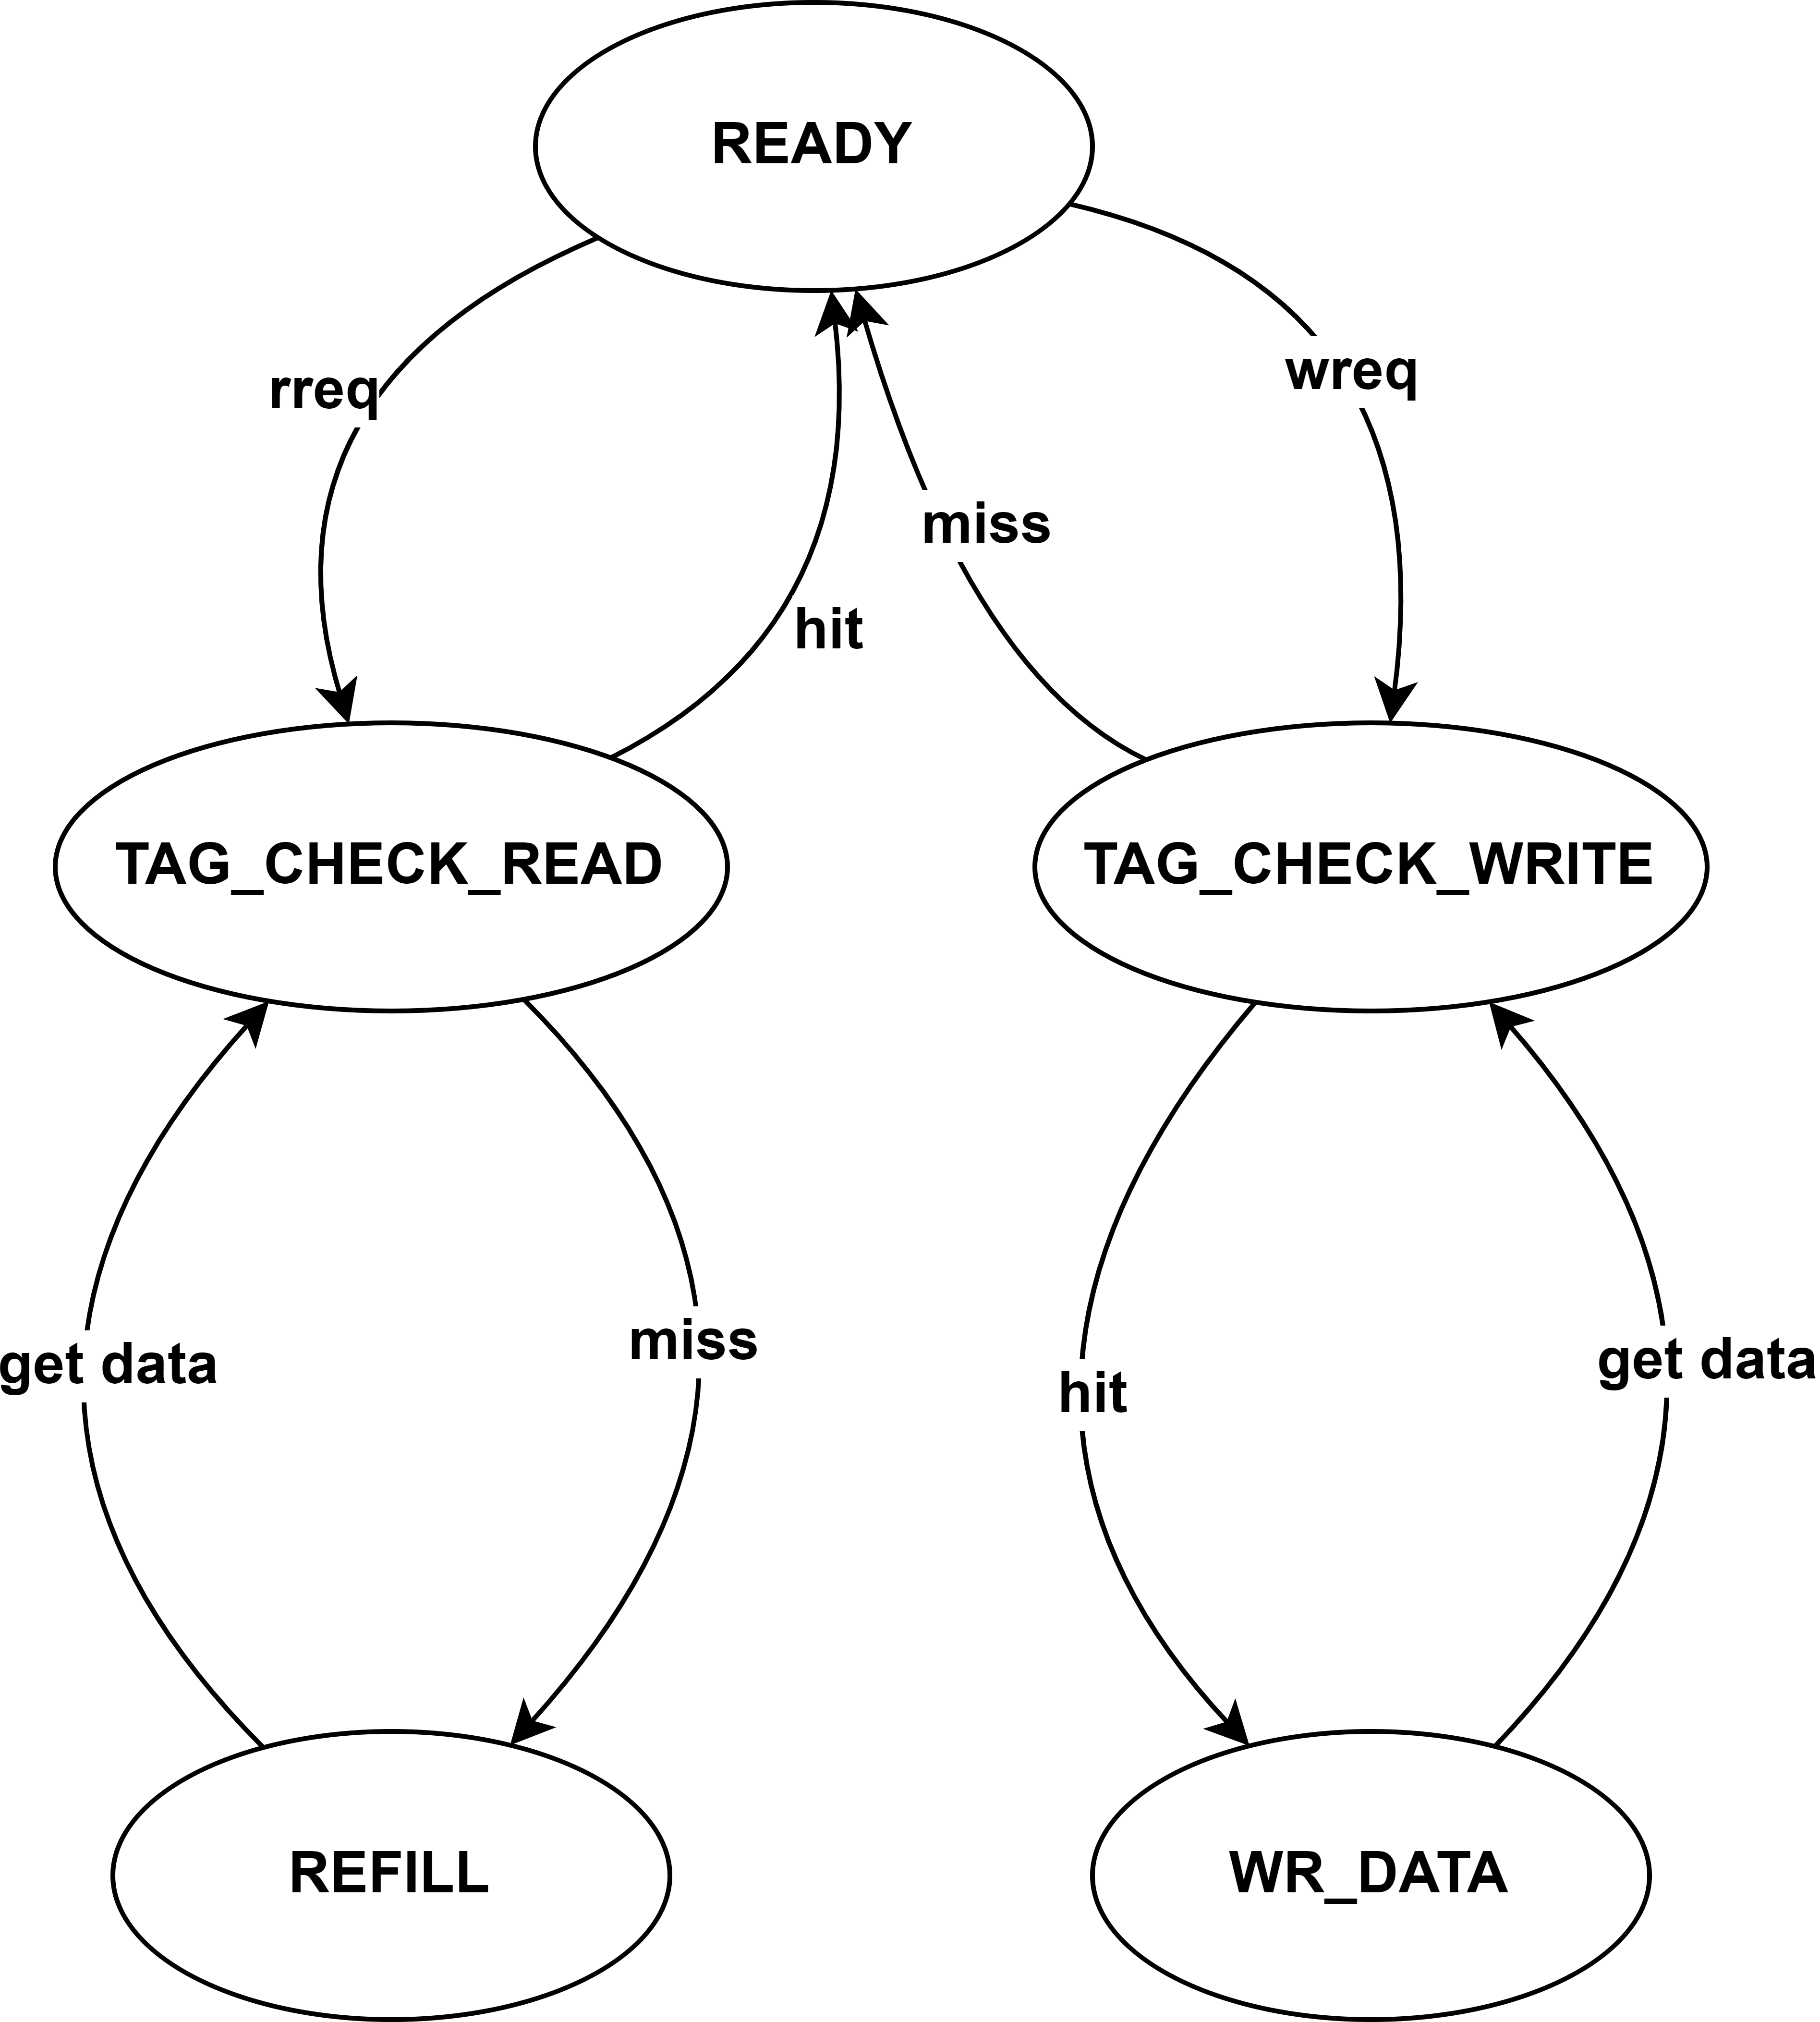 READY
rreq
wreq
miss
hit
TAG_CHECK_READ
TAG_CHECK_WRITE
get data
miss
hit
get data
REFILL
WR_DATA